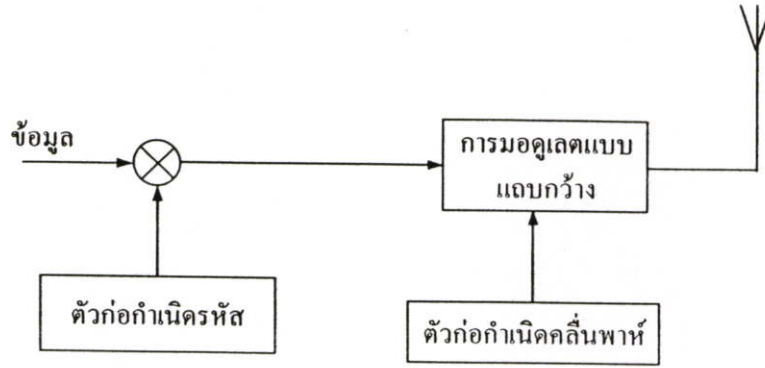 ข้อมูล
การมอดูเลตแบบ
แถบกว้าง
ตัวก่อกำเนิดรหัส
ตัวก่อกำเนิดคลื่นพาห์